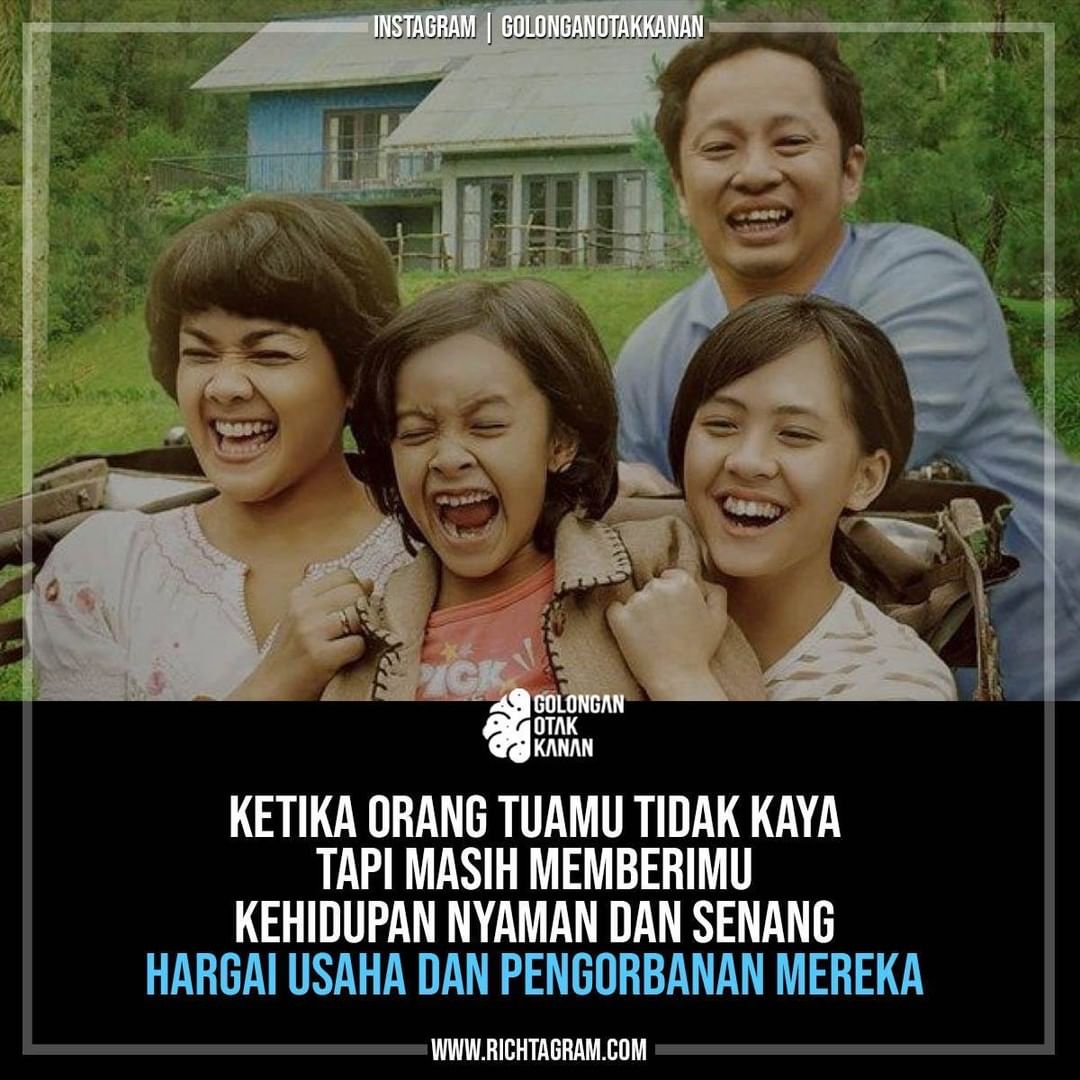 INSTAGRAM | GOLONGANOTAKKANAN
PICK
GOLONGAN
OTAK
KANAN
KETIKA ORANG TUAMU TIDAK KAYA
TAPI MASIH MEMBERIMU
KEHIDUPAN NYAMAN DAN SENANG
HARGAI USAHA DAN PENGORBANAN MEREKA
WWW.RICHTAGRAM.COM